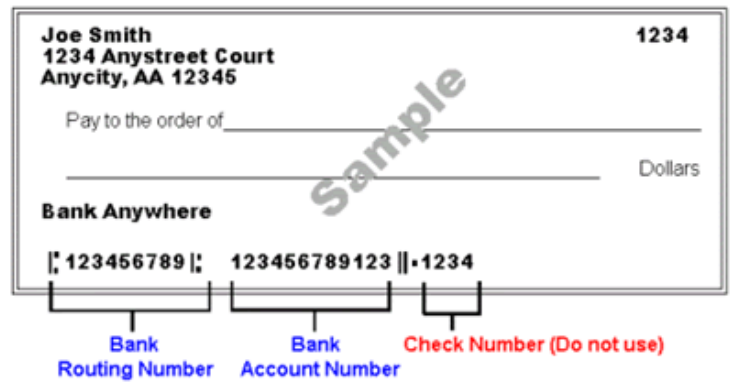 Joe Smith 1234
1234 Anystreet Court
Anycity, AA 12345
Sample
Pay to the order of
Dollars
Bank Anywhere
|: 123456789 |: 123456789123 ||·1234
Bank Bank Check Number (Do not use)
Routing Number Account Number